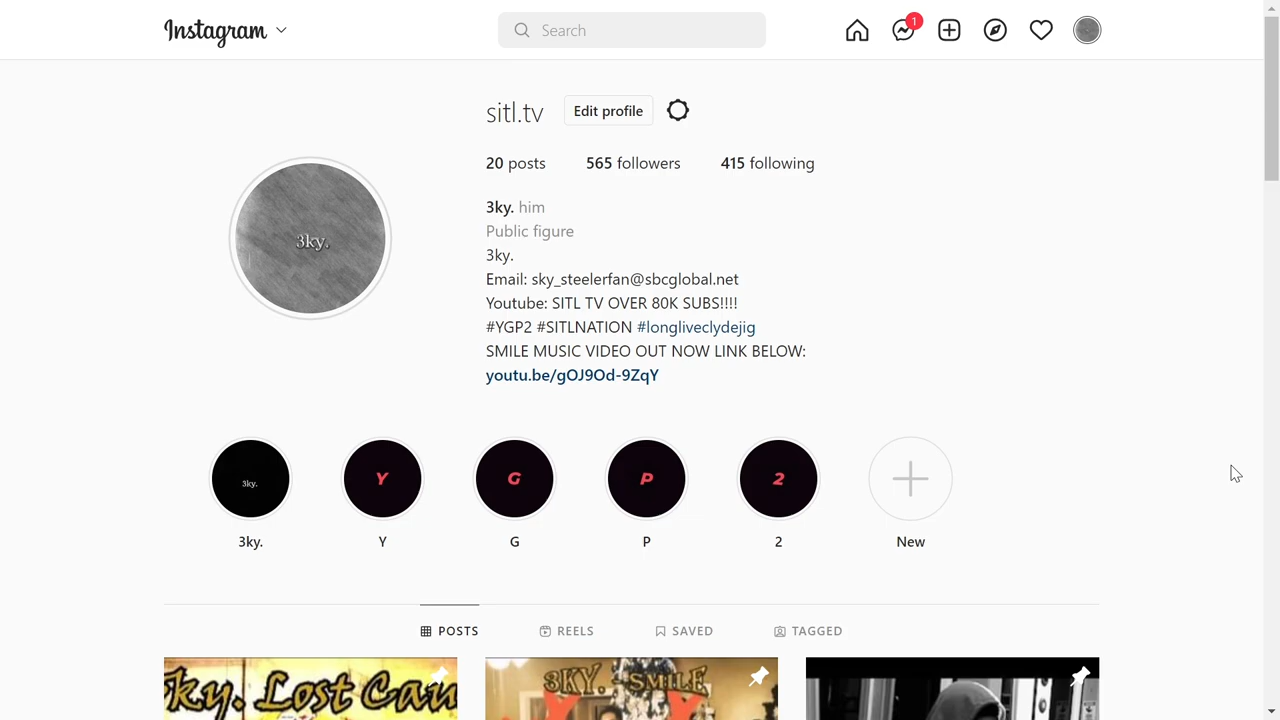 Instagram
Search
1
sitl.tv
Edit profile
20 posts
565 followers
415 following
3ky.
3ky. him
Public figure
3ky.
Email: sky_steelerfan@sbcglobal.net
Youtube: SITL TV OVER 80K SUBS!!!!
#YGP2 #SITLNATION #longliveclydejig
SMILE MUSIC VIDEO OUT NOW LINK BELOW:
youtu.be/gOJ9Od-9ZqY
3ky.
Y
G
P
2
3ky.
Y
G
P
2
New
POSTS
REELS
SAVED
TAGGED
3KY. - SMILE
ky. Lost Can